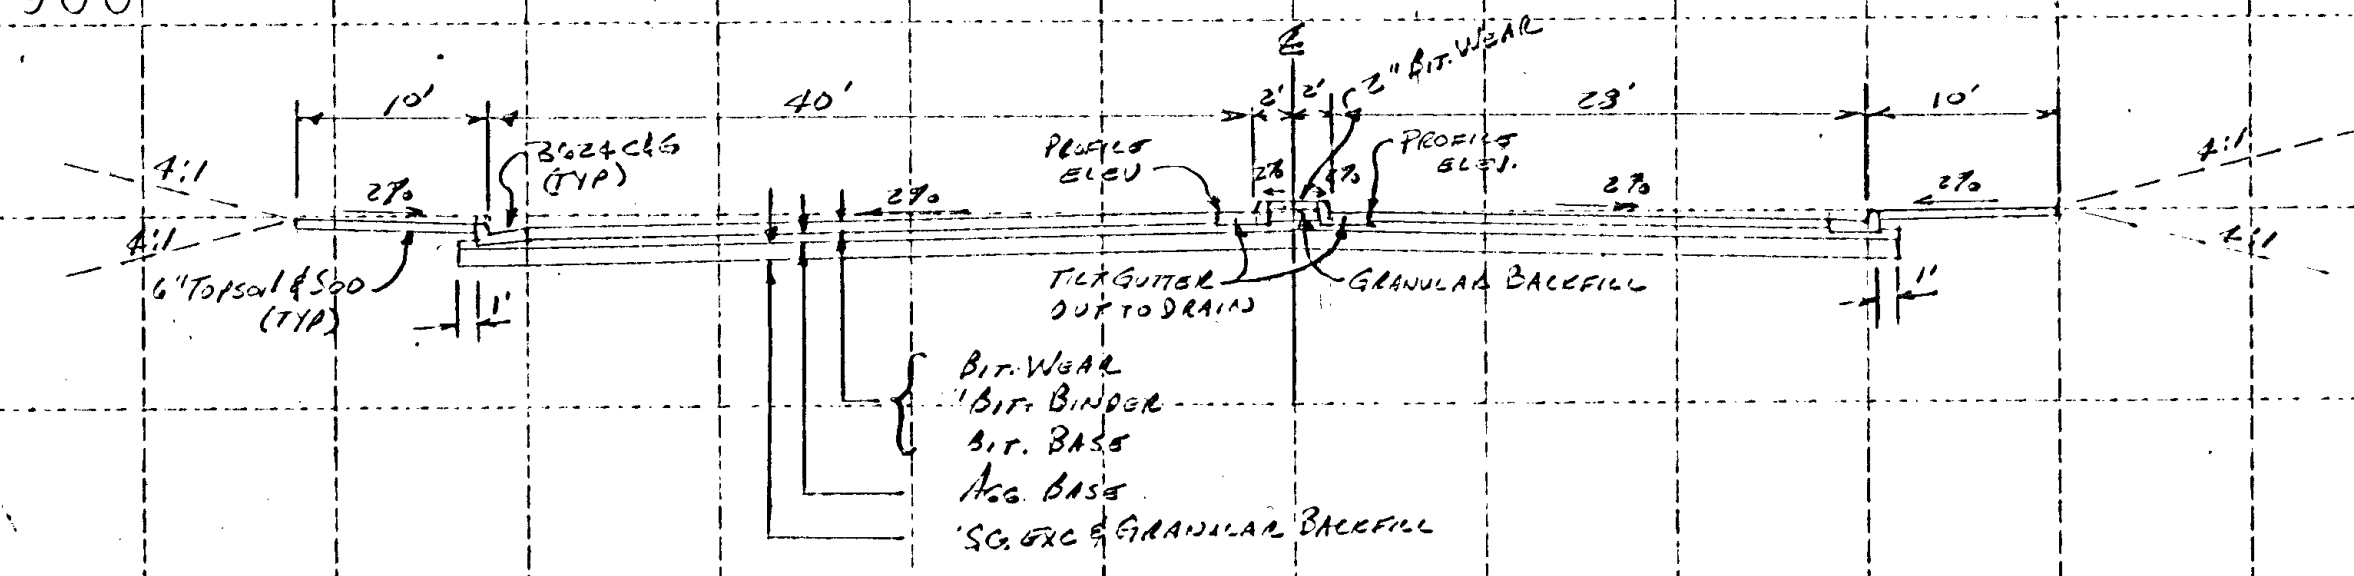 10'
40'
2'
2'
2" BIT. WEAR
28'
10'
B624 C&G
(TYP)
PROFILE
ELEV
PROFILE
ELEV.
4:1
4:1
2%
2%
2%
2%
2%
2%
4:1
4:1
6" TOPSOIL & SOD
(TYP)
1'
TILT GUTTER
OUT TO DRAIN
GRANULAR BACKFILL
1'
BIT. WEAR
BIT. BINDER
BIT. BASE
AGG. BASE
SG. EXC & GRANULAR BACKFILL